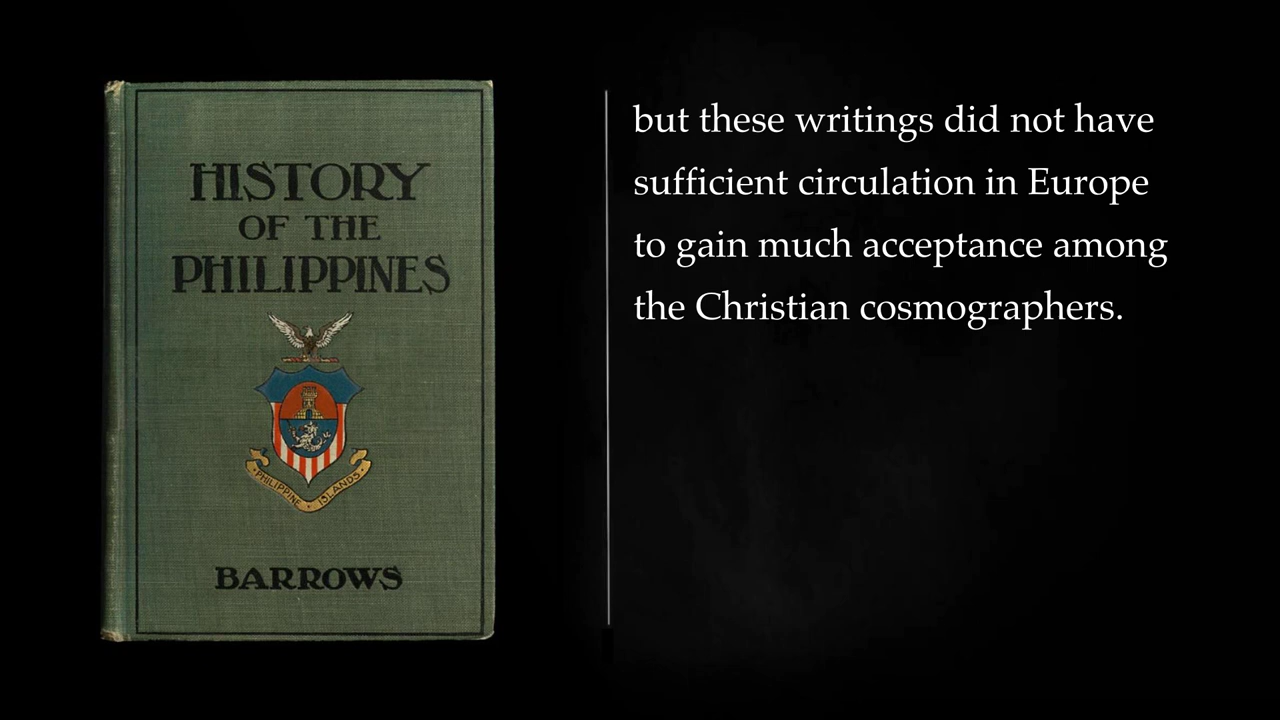 HISTORY
OF THE
PHILIPPINES
PHILIPPINE ISLANDS
BARROWS
but these writings did not have
sufficient circulation in Europe
to gain much acceptance among
the Christian cosmographers.